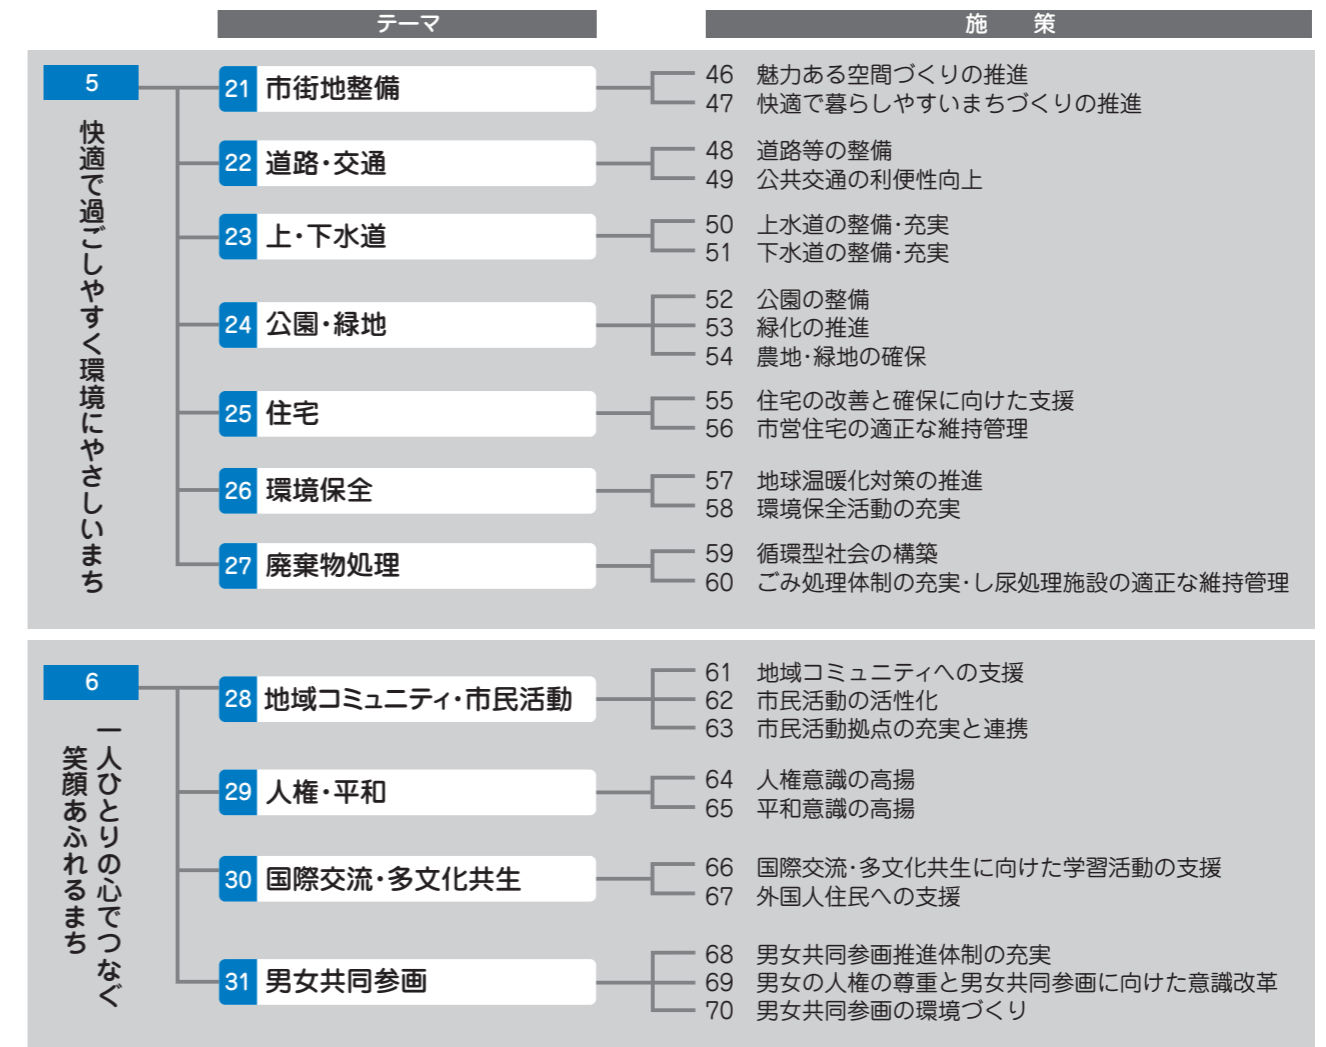 テーマ
施 策
5
快適で過ごしやすく環境にやさしいまち
21 市街地整備
46 魅力ある空間づくりの推進
47 快適で暮らしやすいまちづくりの推進
22 道路・交通
48 道路等の整備
49 公共交通の利便性向上
23 上・下水道
50 上水道の整備・充実
51 下水道の整備・充実
24 公園・緑地
52 公園の整備
53 緑化の推進
54 農地・緑地の確保
25 住宅
55 住宅の改善と確保に向けた支援
56 市営住宅の適正な維持管理
26 環境保全
57 地球温暖化対策の推進
58 環境保全活動の充実
27 廃棄物処理
59 循環型社会の構築
60 ごみ処理体制の充実・し尿処理施設の適正な維持管理
6
一人ひとりの心でつなぐ
笑顔あふれるまち
28 地域コミュニティ・市民活動
61 地域コミュニティへの支援
62 市民活動の活性化
63 市民活動拠点の充実と連携
29 人権・平和
64 人権意識の高揚
65 平和意識の高揚
30 国際交流・多文化共生
66 国際交流・多文化共生に向けた学習活動の支援
67 外国人住民への支援
31 男女共同参画
68 男女共同参画推進体制の充実
69 男女の人権の尊重と男女共同参画に向けた意識改革
70 男女共同参画の環境づくり